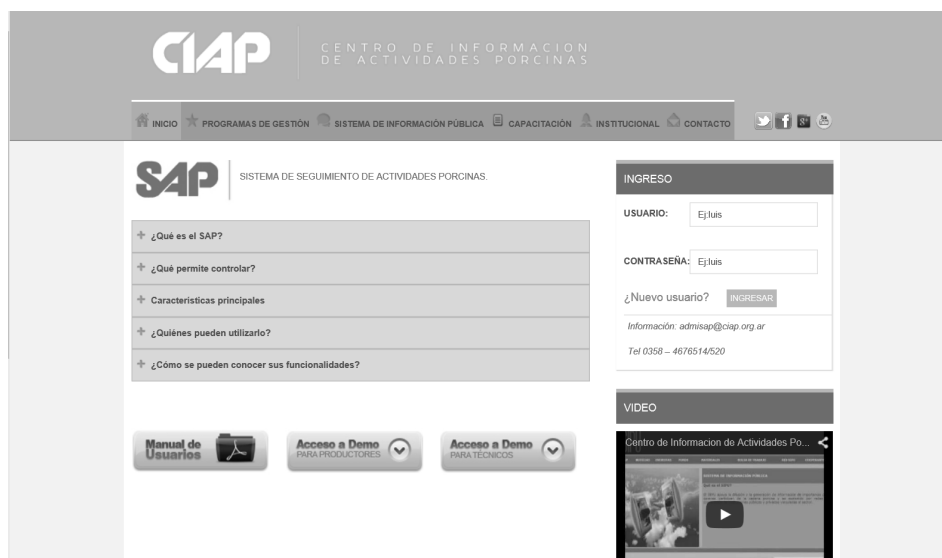 CIAP
CENTRO DE INFORMACION
DE ACTIVIDADES PORCINAS
INICIO PROGRAMAS DE GESTIÓN SISTEMA DE INFORMACIÓN PÚBLICA CAPACITACIÓN INSTITUCIONAL CONTACTO
SAP
SISTEMA DE SEGUIMIENTO DE ACTIVIDADES PORCINAS.
+ ¿Qué es el SAP?
+ ¿Qué permite controlar?
+ Características principales
+ ¿Quiénes pueden utilizarlo?
+ ¿Cómo se pueden conocer sus funcionalidades?
Manual de
Usuarios
Acceso a Demo
PARA PRODUCTORES
Acceso a Demo
PARA TÉCNICOS
INGRESO
USUARIO: Ej:luis
CONTRASEÑA: Ej:luis
¿Nuevo usuario? INGRESAR
Información: admisap@ciap.org.ar
Tel 0358 – 4676514/520
VIDEO
Centro de Informacion de Actividades Po...
SISTEMA DE INFORMACIÓN PÚBLICA